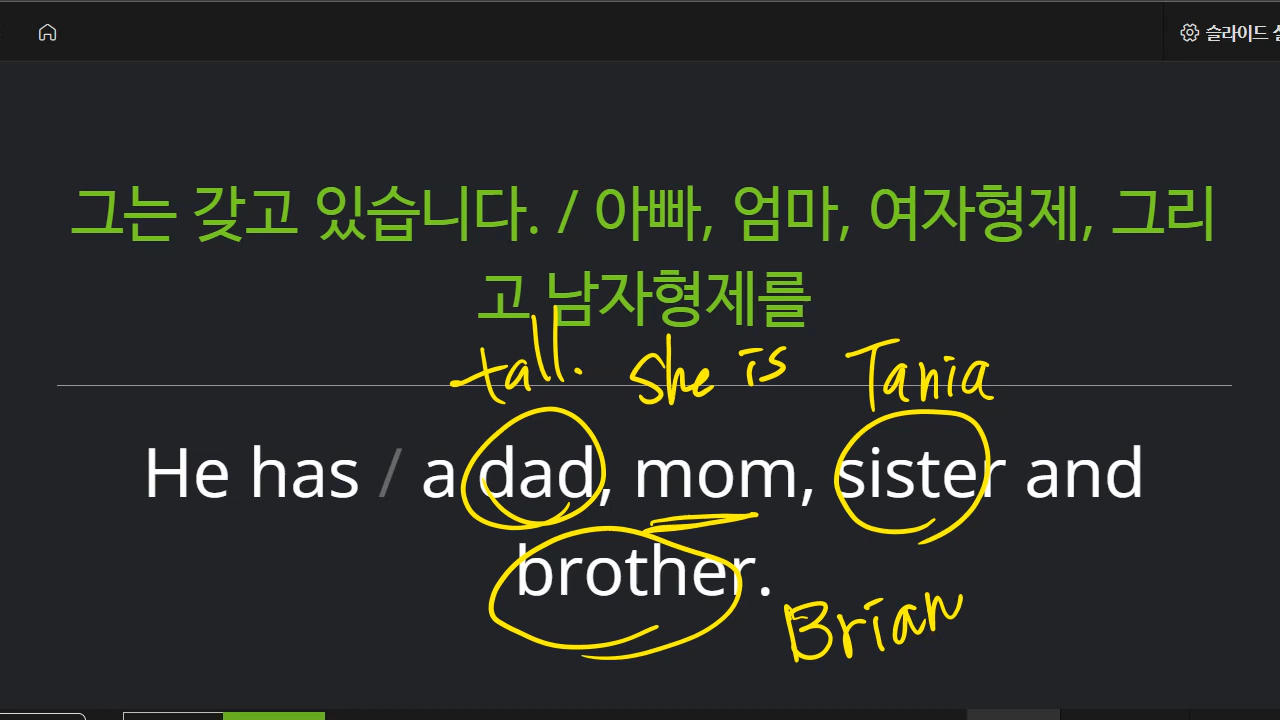 슬라이드
그는 갖고 있습니다. / 아빠, 엄마, 여자형제, 그리
고 남자형제를
tall. she is Tania
He has / a dad, mom, sister and
brother.
Brian